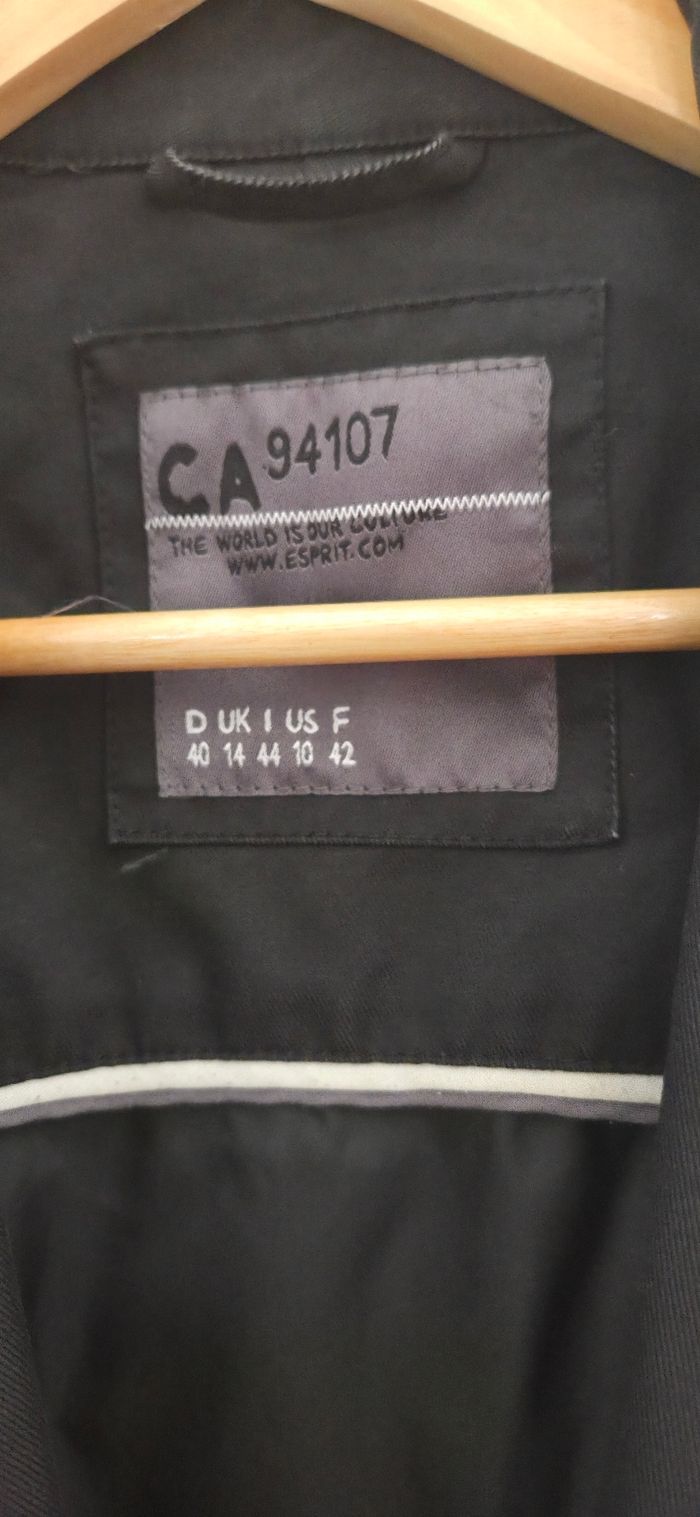 CA 94107
THE WORLD IS OUR CULTURE
WWW.ESPRIT.COM
D UK I US F
40 14 44 10 42